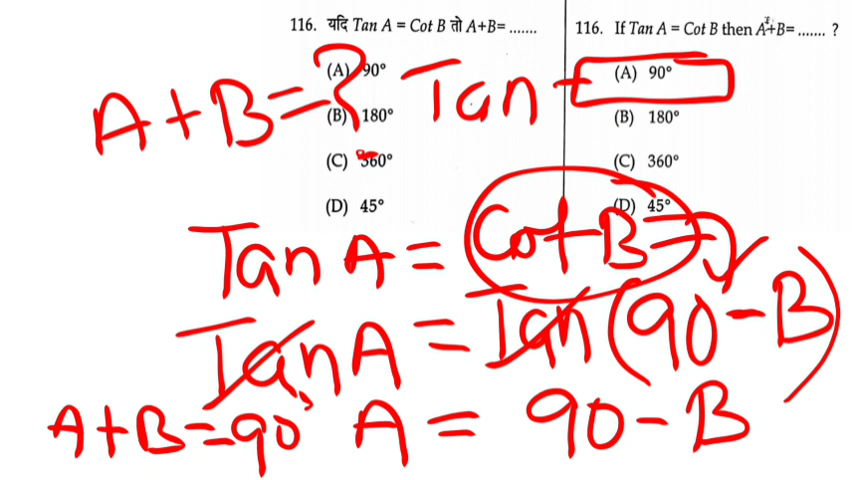 116. यदि Tan A = Cot B तो A+B= .......
(A) 90°
(B) 180°
(C) 360°
(D) 45°
116. If Tan A = Cot B then A+B= ....... ?
(A) 90°
(B) 180°
(C) 360°
(D) 45°
A+B=?
Tan
Tan A = Cot B
Tan A = Tan (90-B)
A = 90-B
A+B=90°